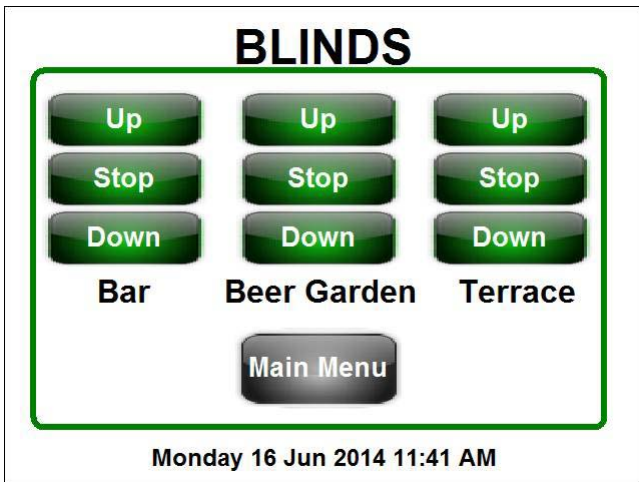 BLINDS
Up Up Up
Stop Stop Stop
Down Down Down
Bar Beer Garden Terrace
Main Menu
Monday 16 Jun 2014 11:41 AM